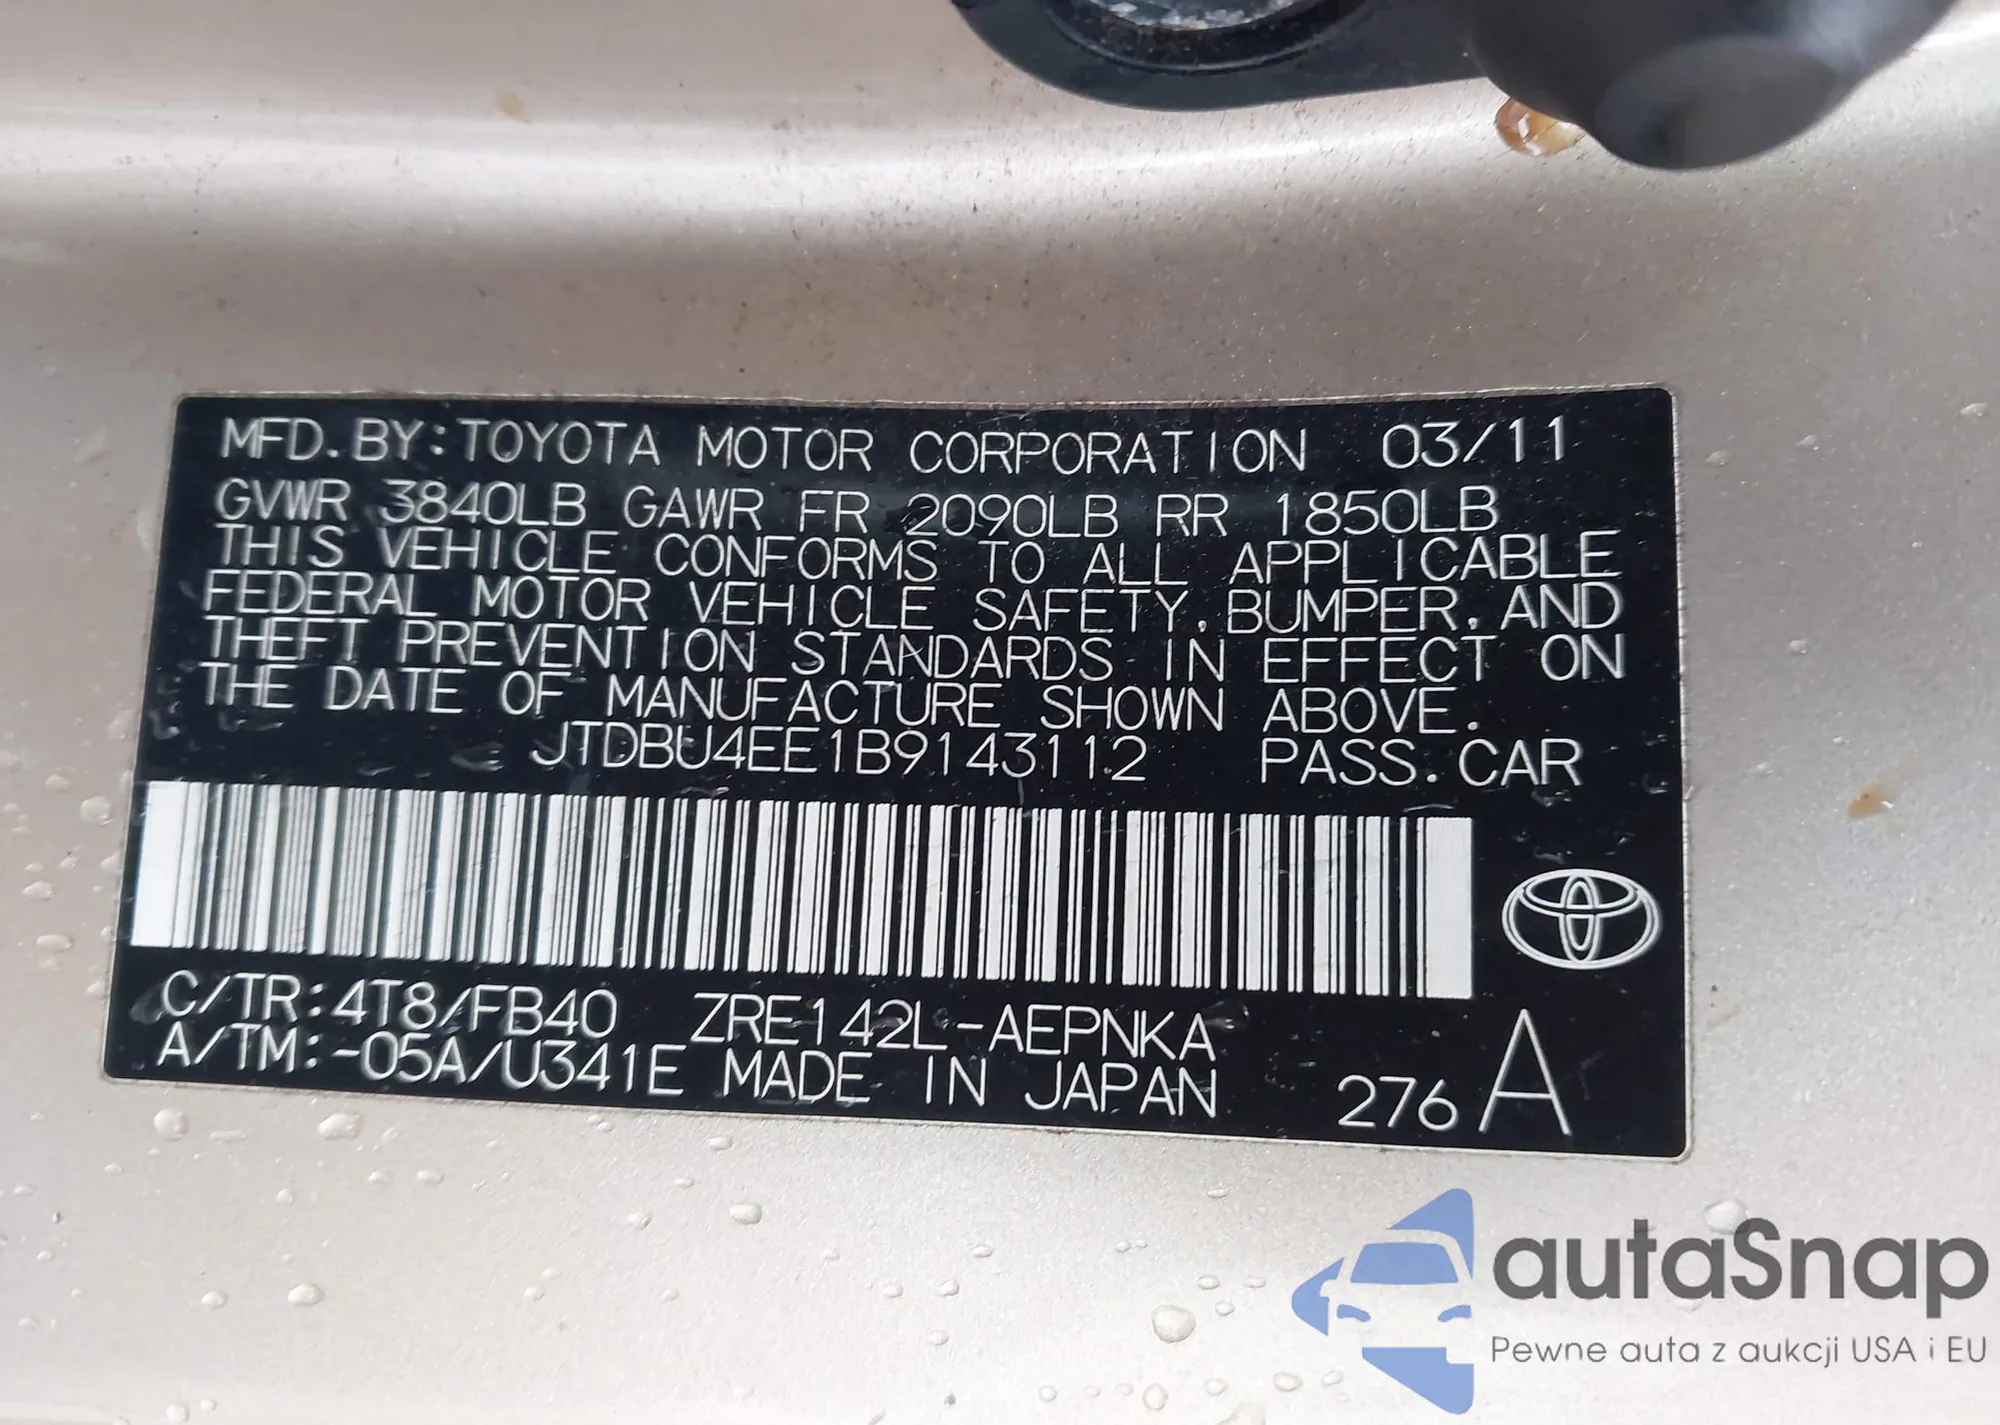 MFD.BY:TOYOTA MOTOR CORPORATION 03/11
GVWR 3840LB GAWR FR 2090LB RR 1850LB
THIS VEHICLE CONFORMS TO ALL APPLICABLE
FEDERAL MOTOR VEHICLE SAFETY, BUMPER, AND
THEFT PREVENTION STANDARDS IN EFFECT ON
THE DATE OF MANUFACTURE SHOWN ABOVE.
JTDBU4EE1B9143112 PASS.CAR
C/TR:4T8/FB40 ZRE142L-AEPNKA
A/TM:-05A/U341E MADE IN JAPAN 276 A
autaSnap
Pewne auta z aukcji USA i EU